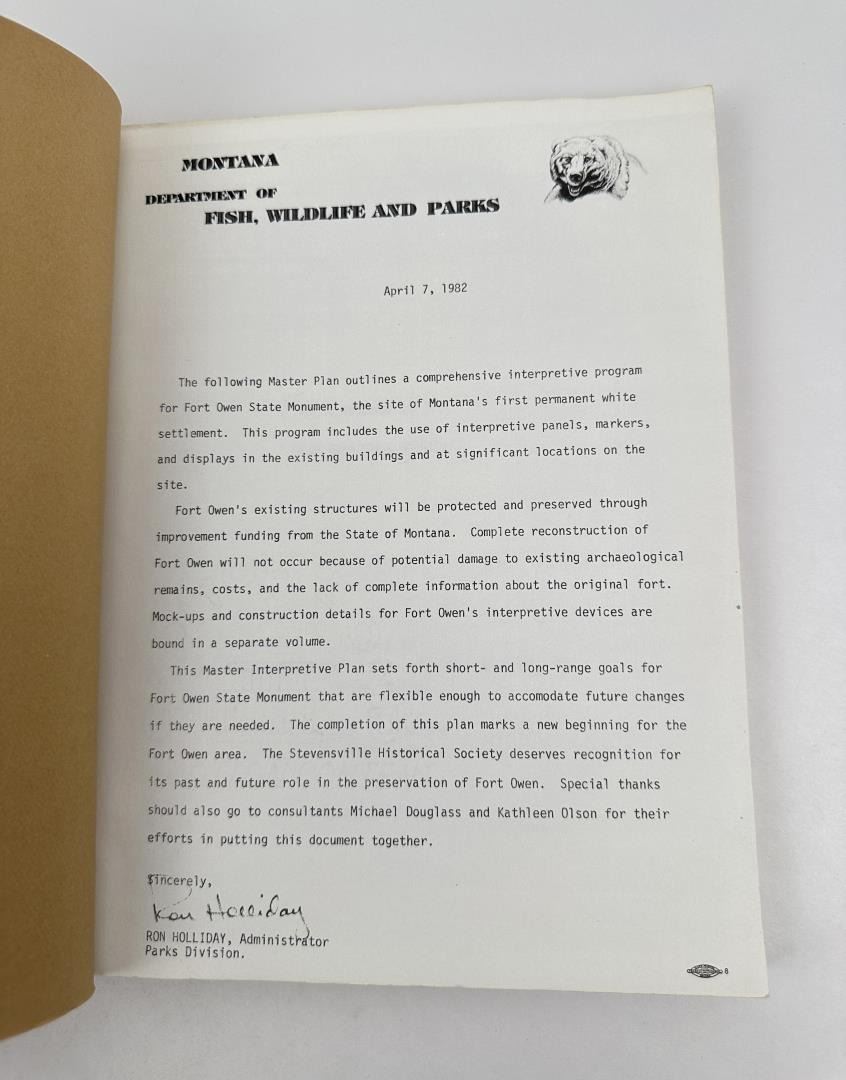 MONTANA
DEPARTMENT OF
FISH, WILDLIFE AND PARKS
April 7, 1982
The following Master Plan outlines a comprehensive interpretive program
for Fort Owen State Monument, the site of Montana's first permanent white
settlement. This program includes the use of interpretive panels, markers,
and displays in the existing buildings and at significant locations on the
site.
Fort Owen's existing structures will be protected and preserved through
improvement funding from the State of Montana. Complete reconstruction of
Fort Owen will not occur because of potential damage to existing archaeological
remains, costs, and the lack of complete information about the original fort.
Mock-ups and construction details for Fort Owen's interpretive devices are
bound in a separate volume.
This Master Interpretive Plan sets forth short- and long-range goals for
Fort Owen State Monument that are flexible enough to accomodate future changes
if they are needed. The completion of this plan marks a new beginning for the
Fort Owen area. The Stevensville Historical Society deserves recognition for
its past and future role in the preservation of Fort Owen. Special thanks
should also go to consultants Michael Douglass and Kathleen Olson for their
efforts in putting this document together.
Sincerely,
Ron Holliday
RON HOLLIDAY, Administrator
Parks Division.
8